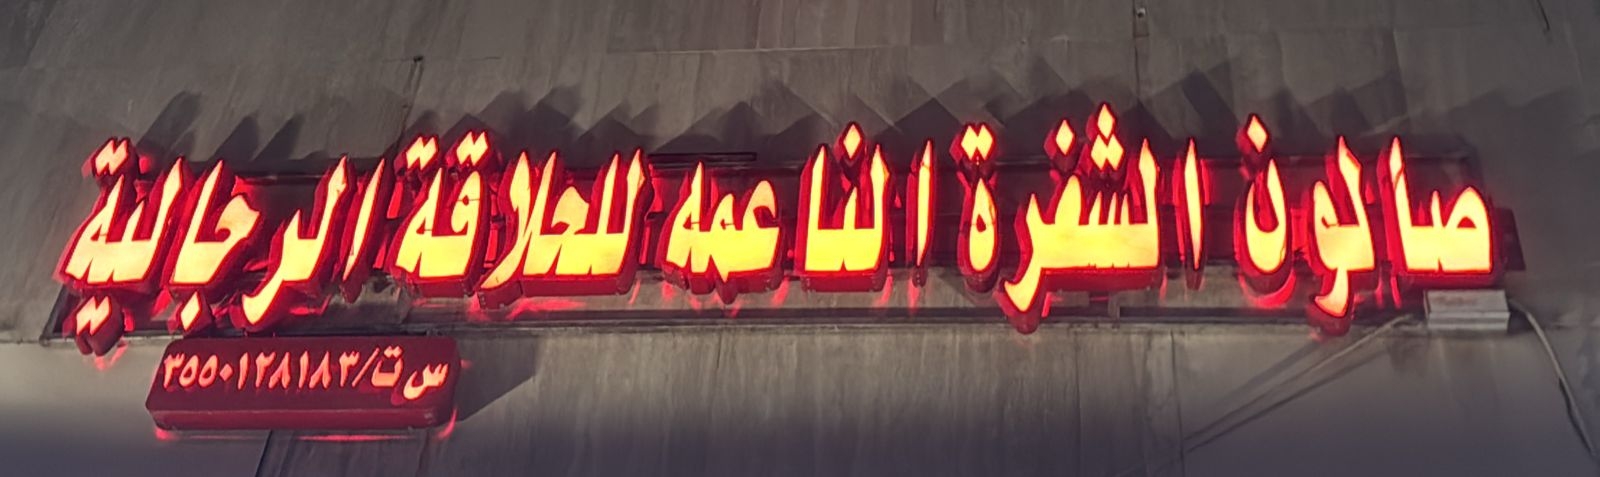 صالون الشفرة الناعمه للحلاقة الرجالية
س ت/٣٥٥٠١٢٨١٨٣